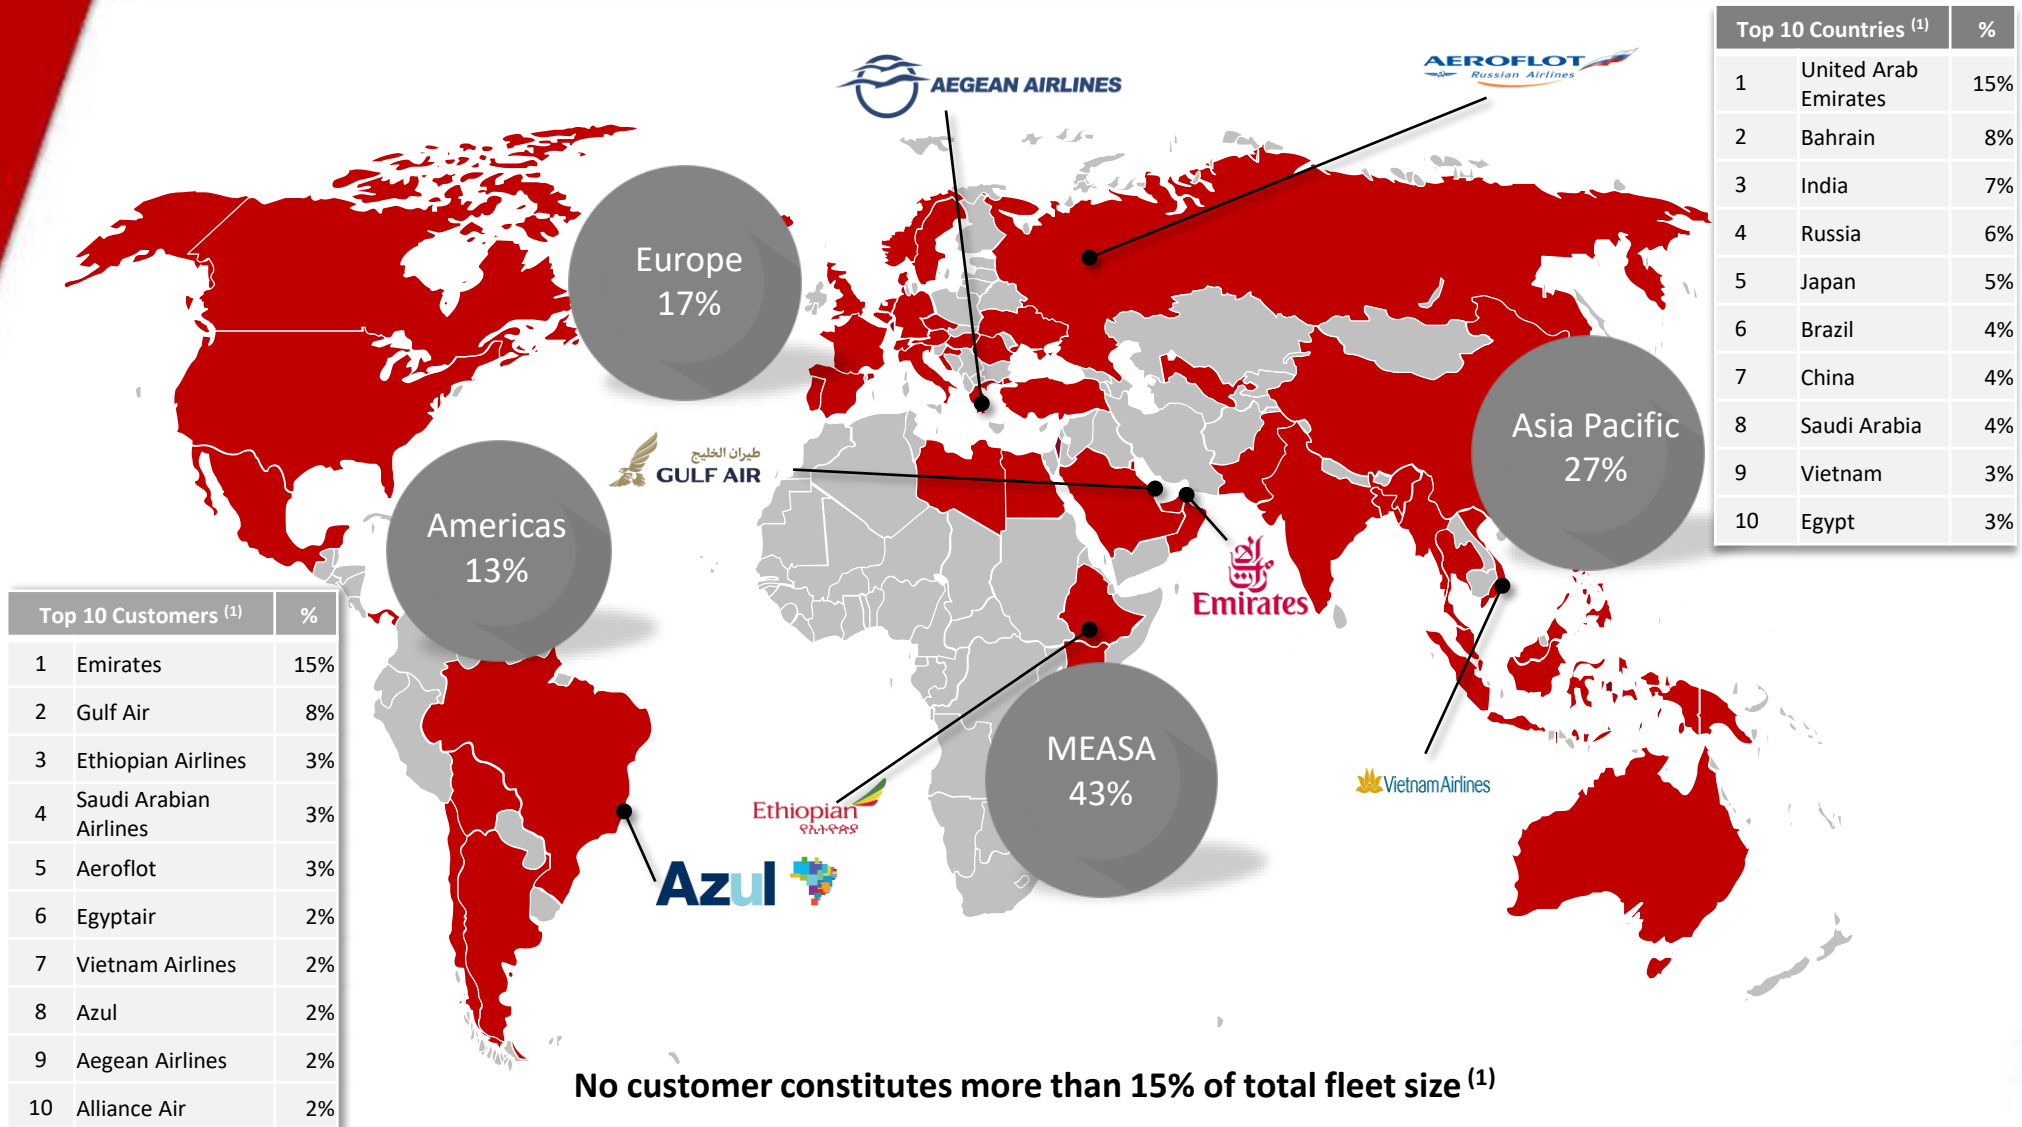 AEGEAN AIRLINES
AEROFLOT
Russian Airlines
Top 10 Countries (1) %
1 United Arab Emirates 15%
2 Bahrain 8%
3 India 7%
4 Russia 6%
5 Japan 5%
6 Brazil 4%
7 China 4%
8 Saudi Arabia 4%
9 Vietnam 3%
10 Egypt 3%
Europe
17%
Asia Pacific
27%
طيران الخليج
GULF AIR
Americas
13%
Emirates
MEASA
43%
Vietnam Airlines
Ethiopian
የኢትዮጵያ
Azul
Top 10 Customers (1) %
1 Emirates 15%
2 Gulf Air 8%
3 Ethiopian Airlines 3%
4 Saudi Arabian Airlines 3%
5 Aeroflot 3%
6 Egyptair 2%
7 Vietnam Airlines 2%
8 Azul 2%
9 Aegean Airlines 2%
10 Alliance Air 2%
No customer constitutes more than 15% of total fleet size (1)